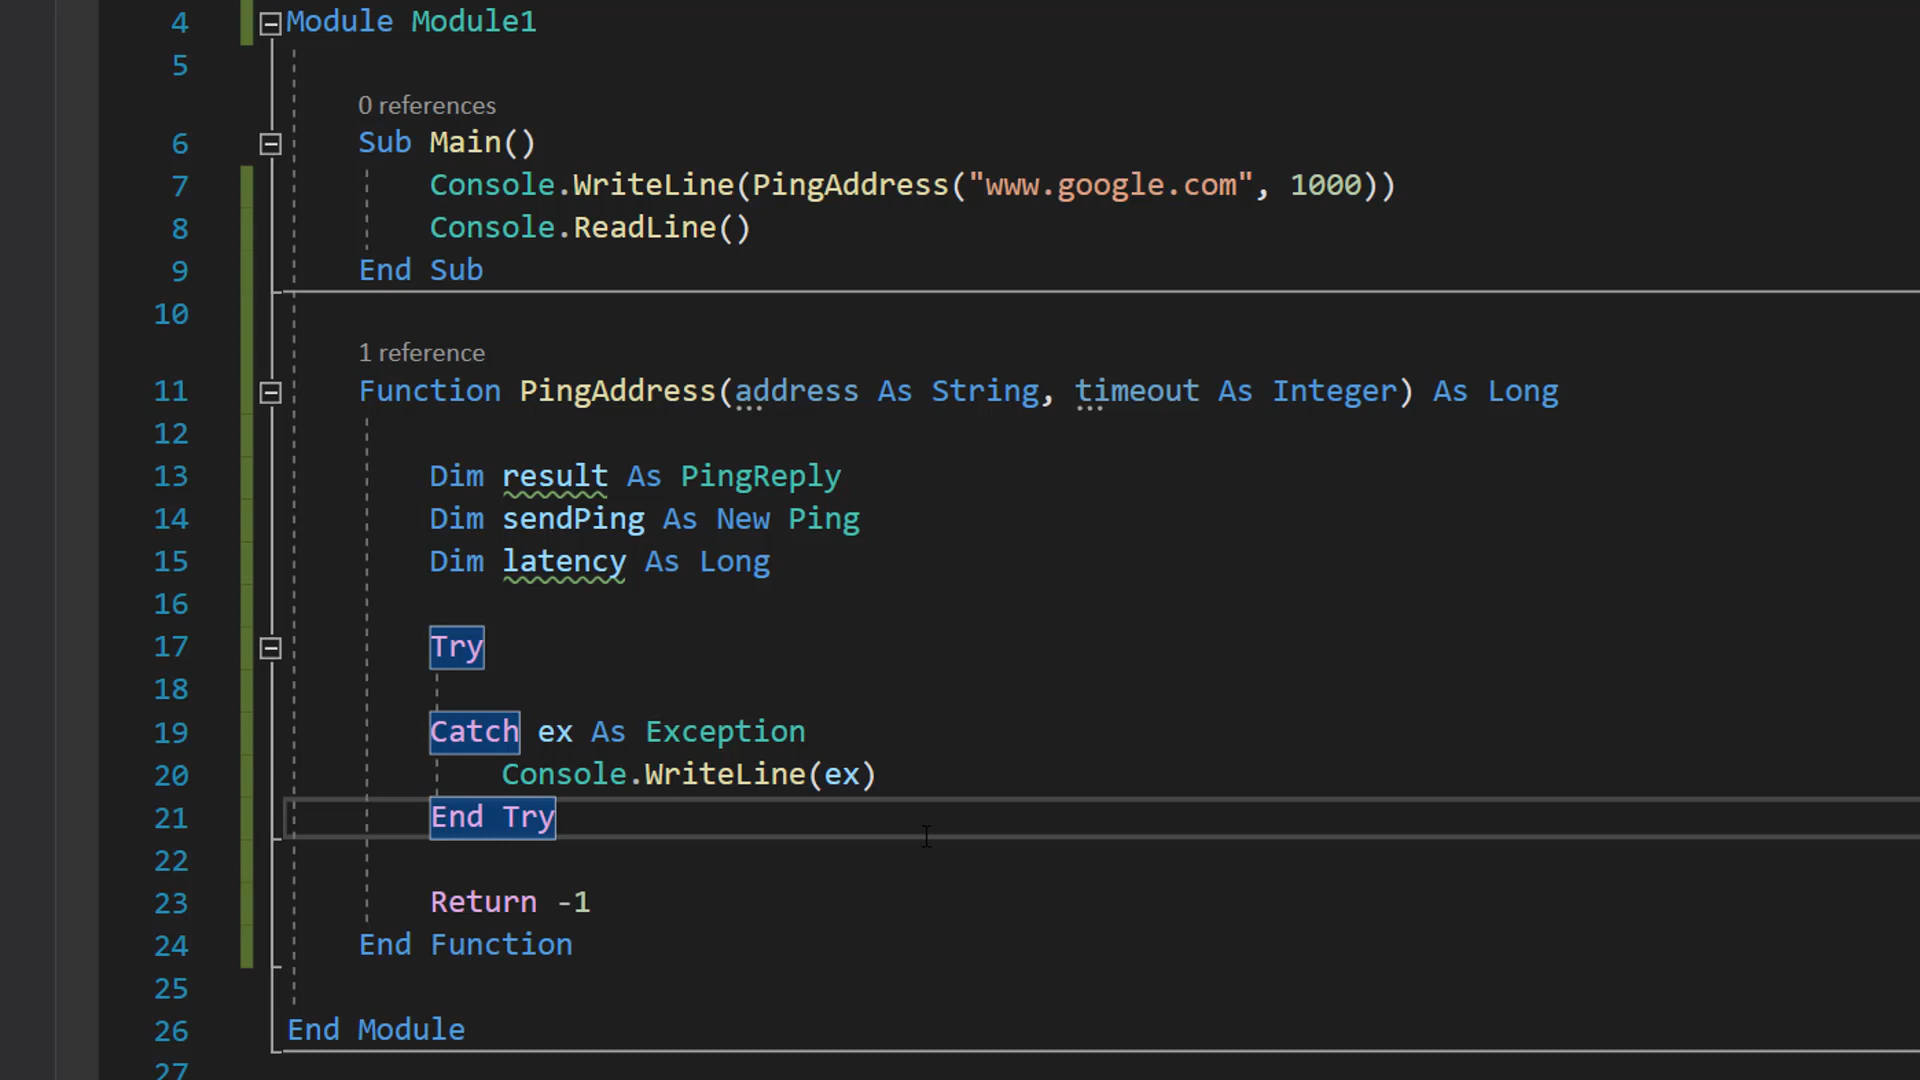 4 Module Module1
5
0 references
6 Sub Main()
7 Console.WriteLine(PingAddress("www.google.com", 1000))
8 Console.ReadLine()
9 End Sub
10
1 reference
11 Function PingAddress(address As String, timeout As Integer) As Long
12
13 Dim result As PingReply
14 Dim sendPing As New Ping
15 Dim latency As Long
16
17 Try
18
19 Catch ex As Exception
20 Console.WriteLine(ex)
21 End Try
22
23 Return -1
24 End Function
25
26 End Module
27